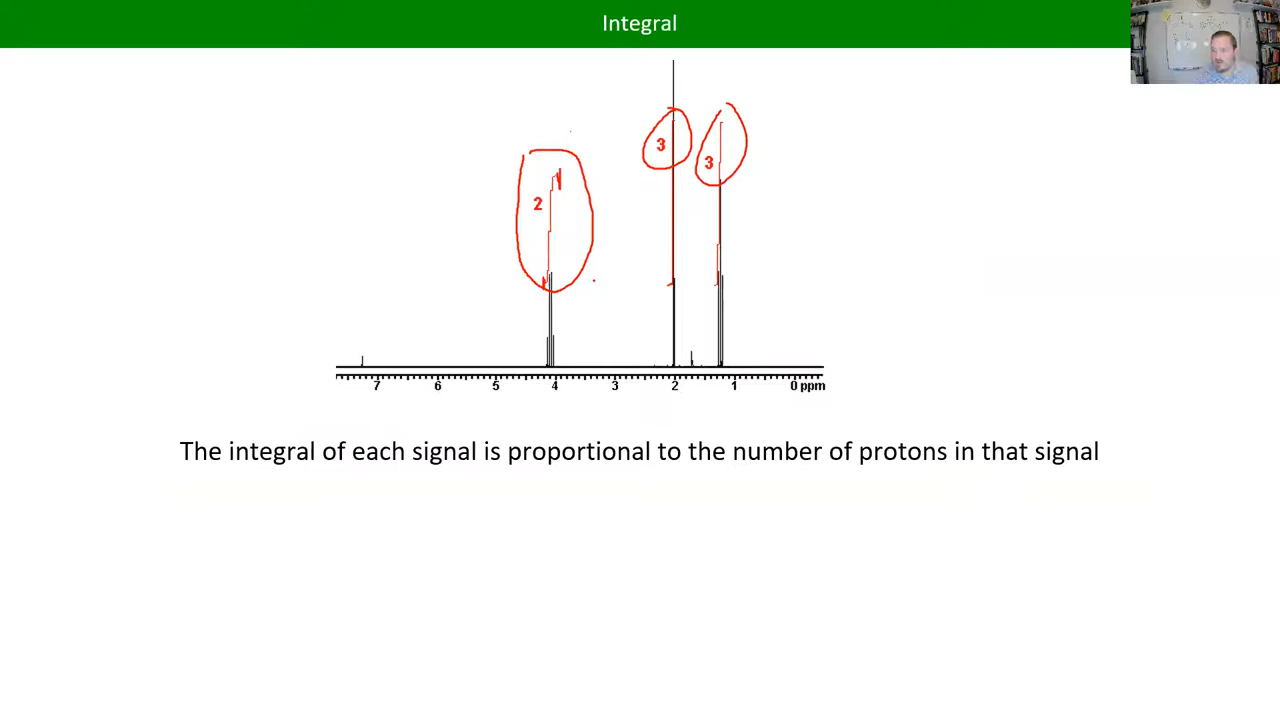 Integral
3
3
2
7 6 5 4 3 2 1 0 ppm
The integral of each signal is proportional to the number of protons in that signal